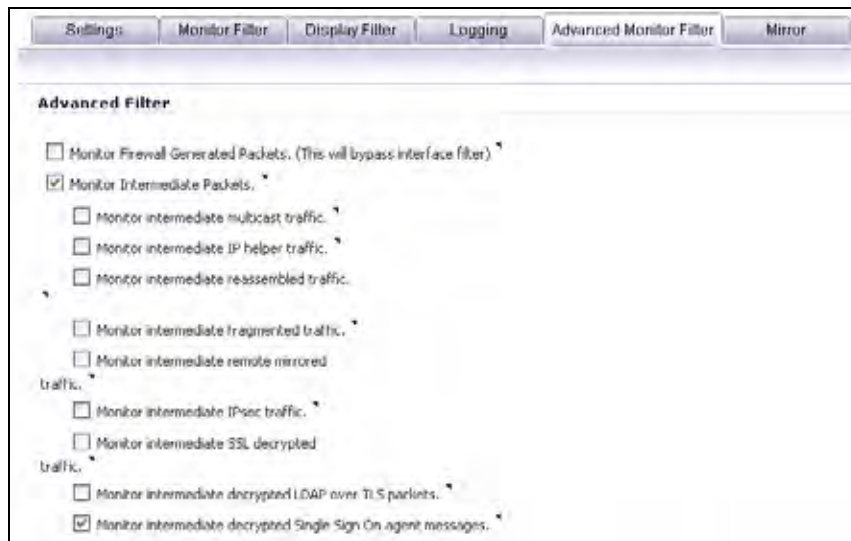 Settings Monitor Filter Display Filter Logging Advanced Monitor Filter Mirror
Advanced Filter
Monitor Firewall Generated Packets. (This will bypass interface filter)
Monitor Intermediate Packets.
Monitor intermediate multicast traffic.
Monitor intermediate IP helper traffic.
Monitor intermediate reassembled traffic.
Monitor intermediate fragmented traffic.
Monitor intermediate remote mirrored
traffic.
Monitor intermediate IPsec traffic.
Monitor intermediate SSL decrypted
traffic.
Monitor intermediate decrypted LDAP over TLS packets.
Monitor intermediate decrypted Single Sign On agent messages.